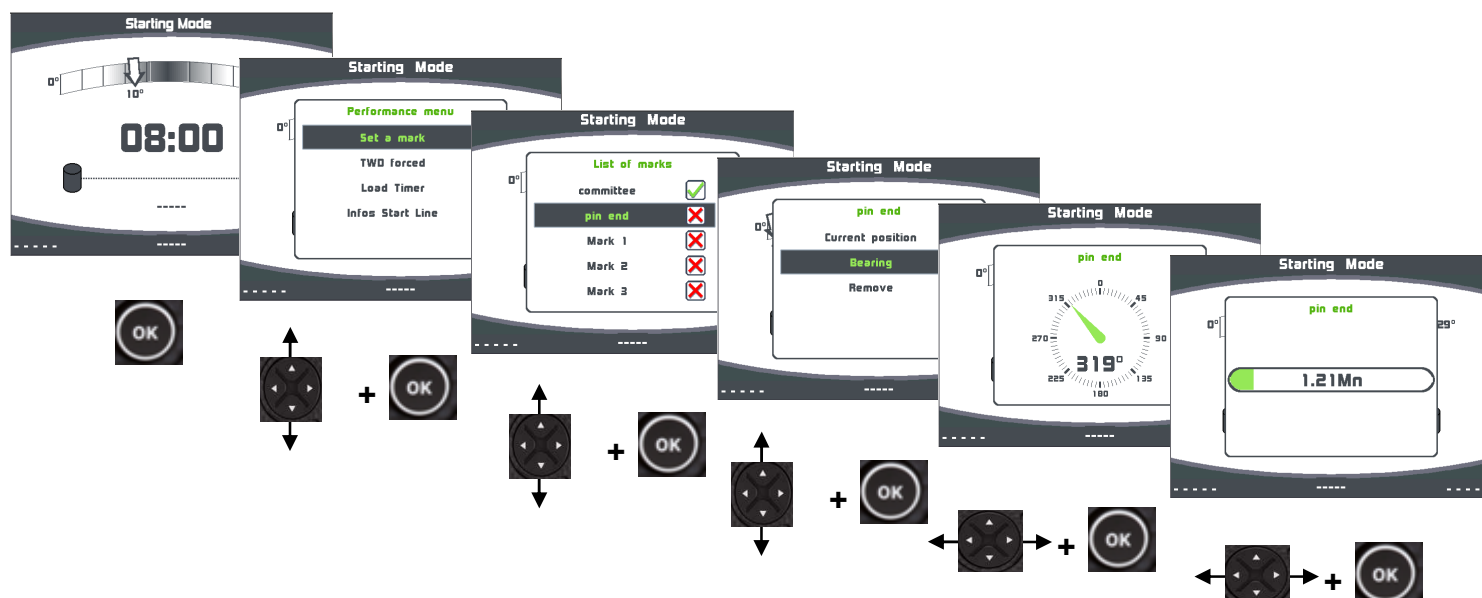 Starting Mode
0°
10°
08:00
-----
-----
-----
OK
Starting Mode
Performance menu
0°
Set a mark
TWD forced
Load Timer
Infos Start Line
-----
-----
+
OK
Starting Mode
List of marks
0°
committee
pin end
Mark 1
Mark 2
Mark 3
-----
-----
+
OK
Starting Mode
pin end
0°
Current position
Bearing
Remove
-----
-----
+
OK
Starting Mode
pin end
0°
0
315
45
270
90
319°
225
135
180
-----
-----
+
OK
Starting Mode
pin end
0°
29°
1.21Mn
-----
-----
-----
+
OK